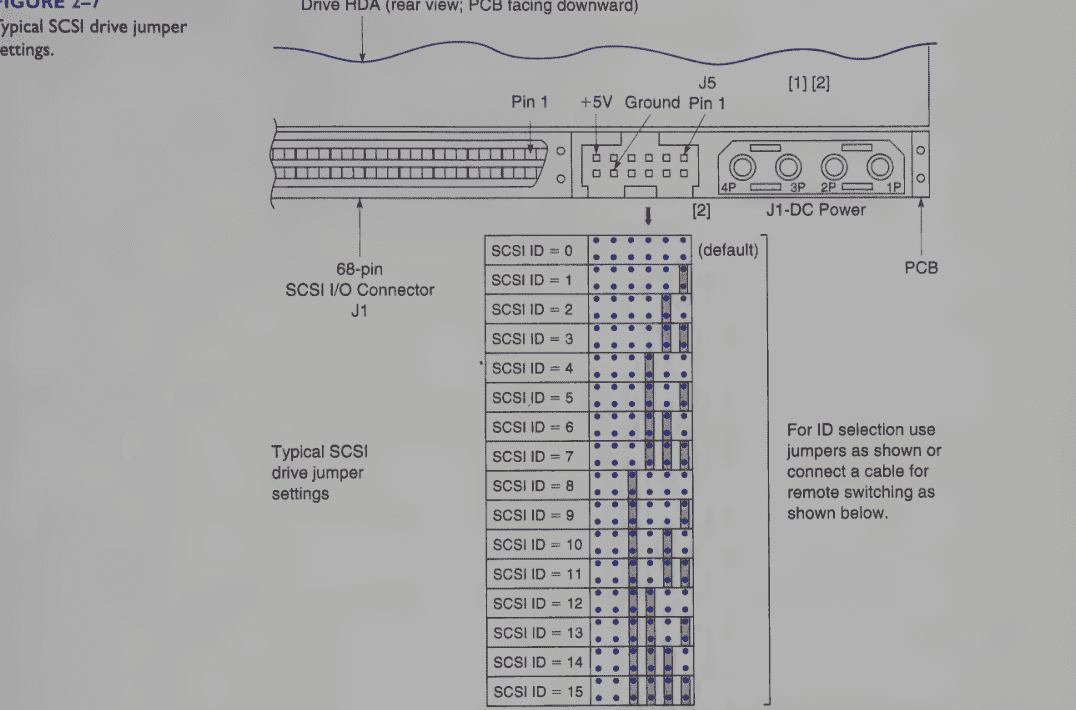 FIGURE 2–7
Typical SCSI drive jumper
settings.
Drive HDA (rear view; PCB facing downward)
J5
[1] [2]
Pin 1
+5V
Ground
Pin 1
4P
3P
2P
1P
[2]
J1-DC Power
PCB
68-pin
SCSI I/O Connector
J1
SCSI ID = 0
(default)
SCSI ID = 1
SCSI ID = 2
SCSI ID = 3
SCSI ID = 4
SCSI ID = 5
SCSI ID = 6
SCSI ID = 7
SCSI ID = 8
SCSI ID = 9
SCSI ID = 10
SCSI ID = 11
SCSI ID = 12
SCSI ID = 13
SCSI ID = 14
SCSI ID = 15
Typical SCSI
drive jumper
settings
For ID selection use
jumpers as shown or
connect a cable for
remote switching as
shown below.